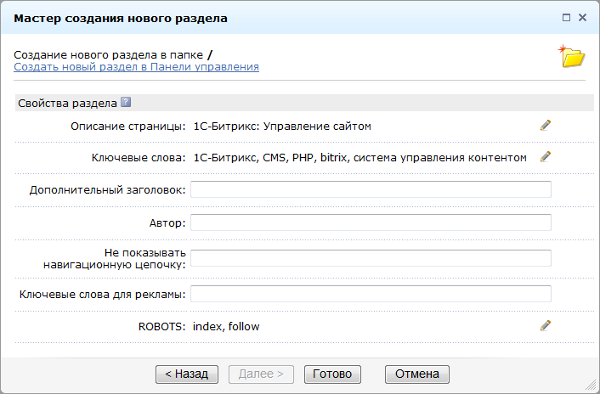 Мастер создания нового раздела
Создание нового раздела в папке /
Создать новый раздел в Панели управления
Свойства раздела ?
Описание страницы: 1С-Битрикс: Управление сайтом
Ключевые слова: 1С-Битрикс, CMS, PHP, bitrix, система управления контентом
Дополнительный заголовок:
Автор:
Не показывать
навигационную цепочку:
Ключевые слова для рекламы:
ROBOTS: index, follow
< Назад Далее > Готово Отмена